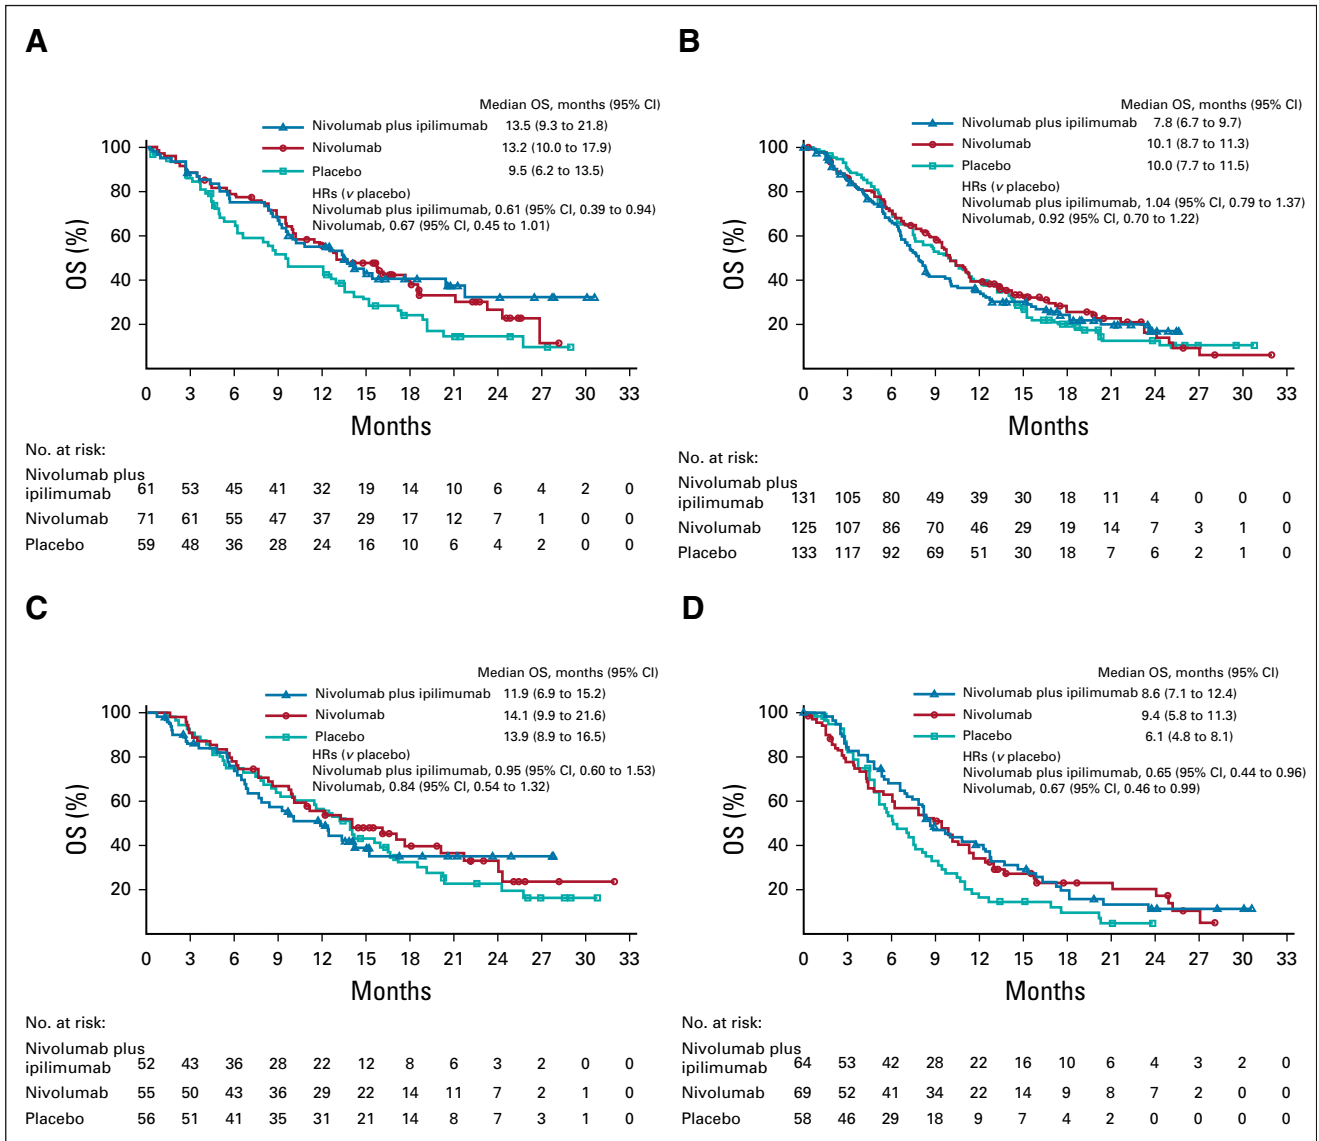 A
Median OS, months (95% CI)
Nivolumab plus ipilimumab 13.5 (9.3 to 21.8)
Nivolumab 13.2 (10.0 to 17.9)
Placebo 9.5 (6.2 to 13.5)
HRs (v placebo)
Nivolumab plus ipilimumab, 0.61 (95% CI, 0.39 to 0.94)
Nivolumab, 0.67 (95% CI, 0.45 to 1.01)
OS (%)
100
80
60
40
20
0 3 6 9 12 15 18 21 24 27 30 33
Months
No. at risk:
Nivolumab plus
ipilimumab 61 53 45 41 32 19 14 10 6 4 2 0
Nivolumab 71 61 55 47 37 29 17 12 7 1 0 0
Placebo 59 48 36 28 24 16 10 6 4 2 0 0
B
Median OS, months (95% CI)
Nivolumab plus ipilimumab 7.8 (6.7 to 9.7)
Nivolumab 10.1 (8.7 to 11.3)
Placebo 10.0 (7.7 to 11.5)
HRs (v placebo)
Nivolumab plus ipilimumab, 1.04 (95% CI, 0.79 to 1.37)
Nivolumab, 0.92 (95% CI, 0.70 to 1.22)
OS (%)
100
80
60
40
20
0 3 6 9 12 15 18 21 24 27 30 33
Months
No. at risk:
Nivolumab plus
ipilimumab 131 105 80 49 39 30 18 11 4 0 0 0
Nivolumab 125 107 86 70 46 29 19 14 7 3 1 0
Placebo 133 117 92 69 51 30 18 7 6 2 1 0
C
Median OS, months (95% CI)
Nivolumab plus ipilimumab 11.9 (6.9 to 15.2)
Nivolumab 14.1 (9.9 to 21.6)
Placebo 13.9 (8.9 to 16.5)
HRs (v placebo)
Nivolumab plus ipilimumab, 0.95 (95% CI, 0.60 to 1.53)
Nivolumab, 0.84 (95% CI, 0.54 to 1.32)
OS (%)
100
80
60
40
20
0 3 6 9 12 15 18 21 24 27 30 33
Months
No. at risk:
Nivolumab plus
ipilimumab 52 43 36 28 22 12 8 6 3 2 0 0
Nivolumab 55 50 43 36 29 22 14 11 7 2 1 0
Placebo 56 51 41 35 31 21 14 8 7 3 1 0
D
Median OS, months (95% CI)
Nivolumab plus ipilimumab 8.6 (7.1 to 12.4)
Nivolumab 9.4 (5.8 to 11.3)
Placebo 6.1 (4.8 to 8.1)
HRs (v placebo)
Nivolumab plus ipilimumab, 0.65 (95% CI, 0.44 to 0.96)
Nivolumab, 0.67 (95% CI, 0.46 to 0.99)
OS (%)
100
80
60
40
20
0 3 6 9 12 15 18 21 24 27 30 33
Months
No. at risk:
Nivolumab plus
ipilimumab 64 53 42 28 22 16 10 6 4 3 2 0
Nivolumab 69 52 41 34 22 14 9 8 7 2 0 0
Placebo 58 46 29 18 9 7 4 2 0 0 0 0